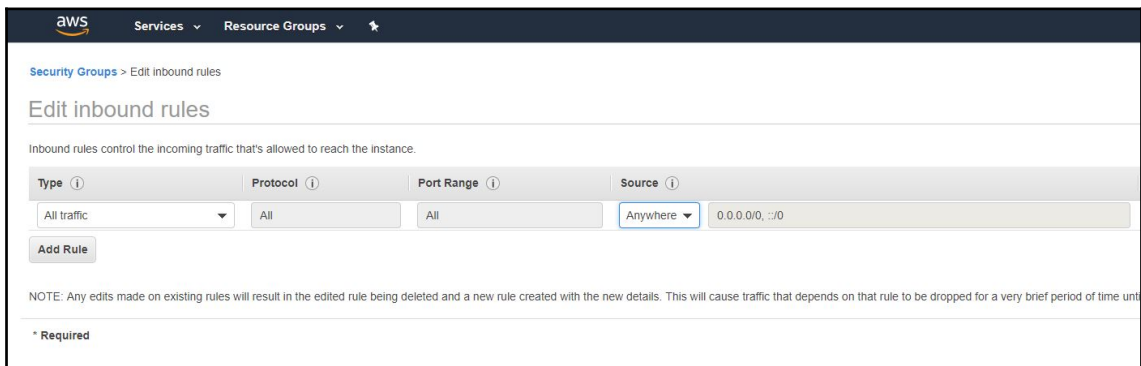 aws Services Resource Groups
Security Groups > Edit inbound rules
Edit inbound rules
Inbound rules control the incoming traffic that's allowed to reach the instance.
Type i Protocol i Port Range i Source i
All traffic All All Anywhere 0.0.0.0/0, ::/0
Add Rule
NOTE: Any edits made on existing rules will result in the edited rule being deleted and a new rule created with the new details. This will cause traffic that depends on that rule to be dropped for a very brief period of time
* Required